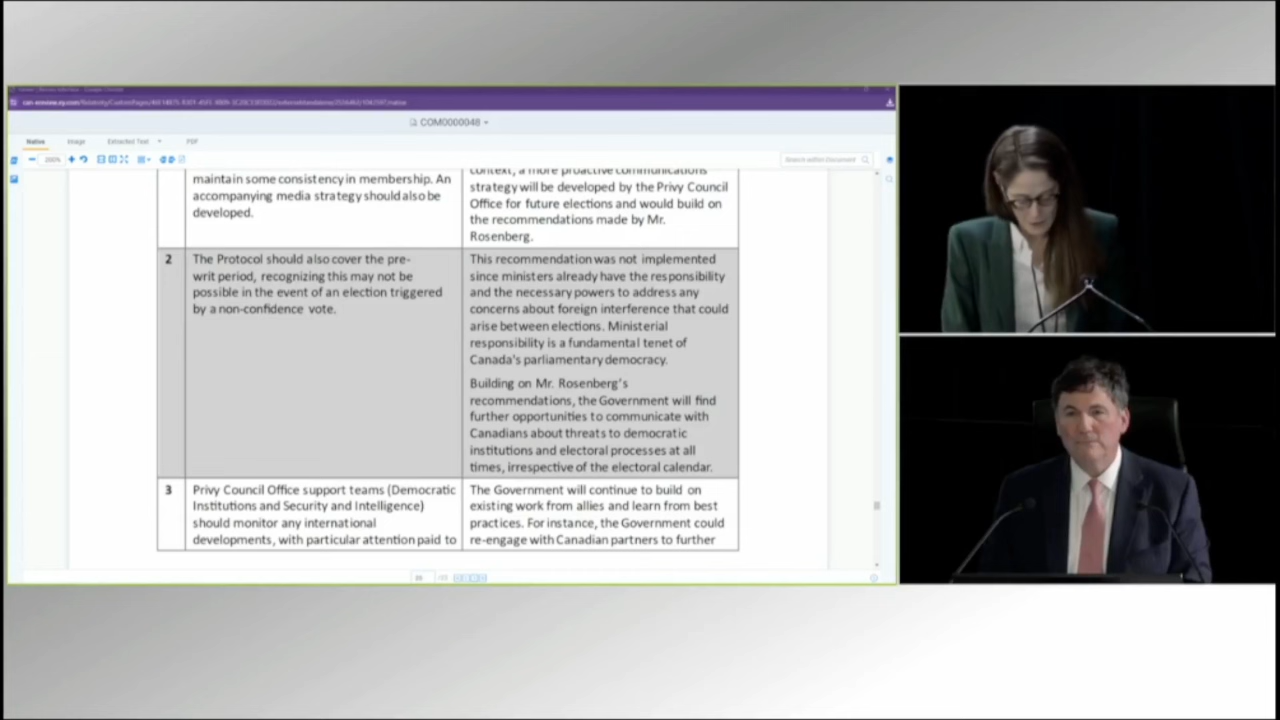 COM0000048
Native Image Extracted Text PDF
200%
Search within Document
maintain some consistency in membership. An
accompanying media strategy should also be
developed.
context, a more proactive communications
strategy will be developed by the Privy Council
Office for future elections and would build on
the recommendations made by Mr.
Rosenberg.
2
The Protocol should also cover the pre-
writ period, recognizing this may not be
possible in the event of an election triggered
by a non-confidence vote.
This recommendation was not implemented
since ministers already have the responsibility
and the necessary powers to address any
concerns about foreign interference that could
arise between elections. Ministerial
responsibility is a fundamental tenet of
Canada's parliamentary democracy.
Building on Mr. Rosenberg's
recommendations, the Government will find
further opportunities to communicate with
Canadians about threats to democratic
institutions and electoral processes at all
times, irrespective of the electoral calendar.
3
Privy Council Office support teams (Democratic
Institutions and Security and Intelligence)
should monitor any international
developments, with particular attention paid to
The Government will continue to build on
existing work from allies and learn from best
practices. For instance, the Government could
re-engage with Canadian partners to further